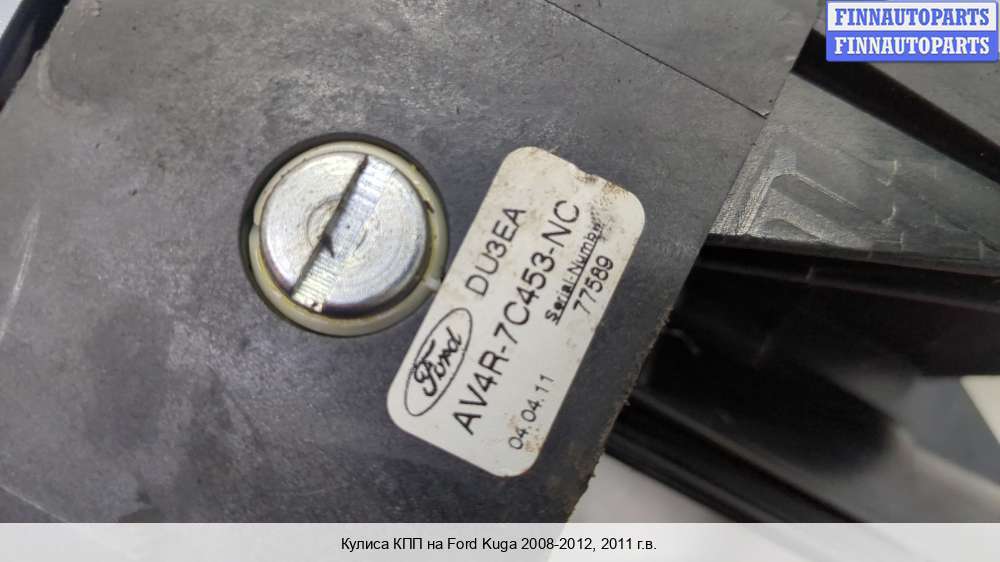 FINNAUTOPARTS
FINNAUTOPARTS
Ford
DU3EA
AV4R-7C453-NC
Serial-Number
04.04.11
77589
Кулиса КПП на Ford Kuga 2008-2012, 2011 г.в.